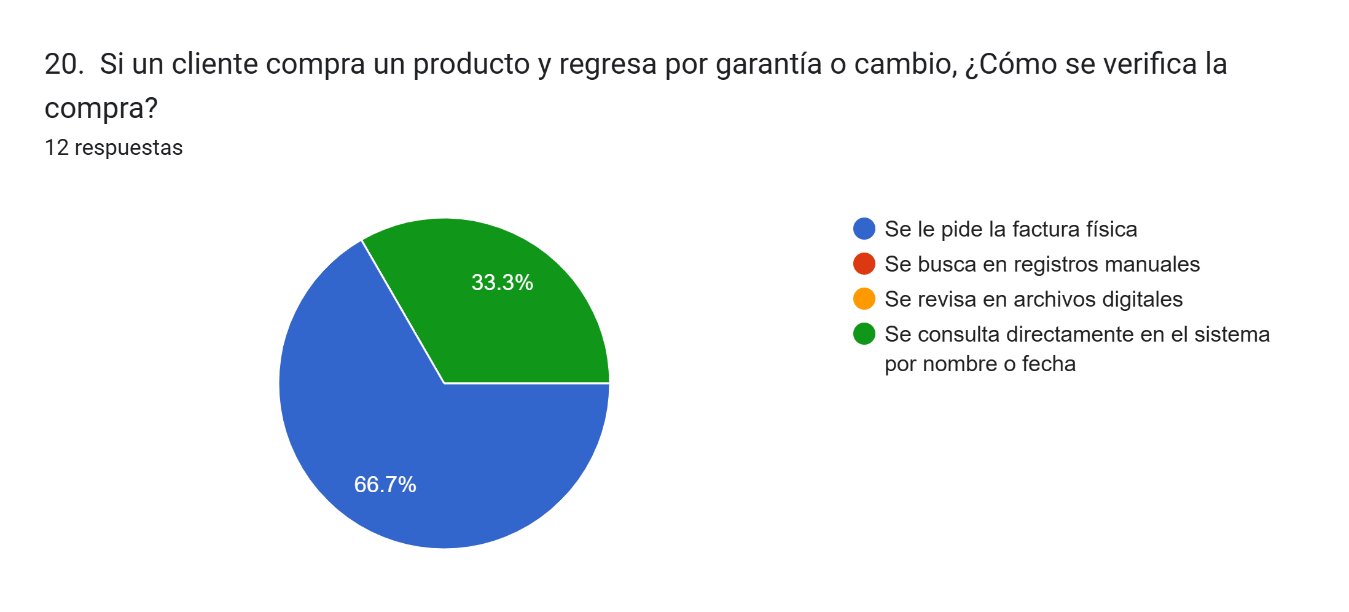 20.  Si un cliente compra un producto y regresa por garantía o cambio, ¿Cómo se verifica la
compra?
12 respuestas
33.3%
66.7%
Se le pide la factura física
Se busca en registros manuales
Se revisa en archivos digitales
Se consulta directamente en el sistema
por nombre o fecha